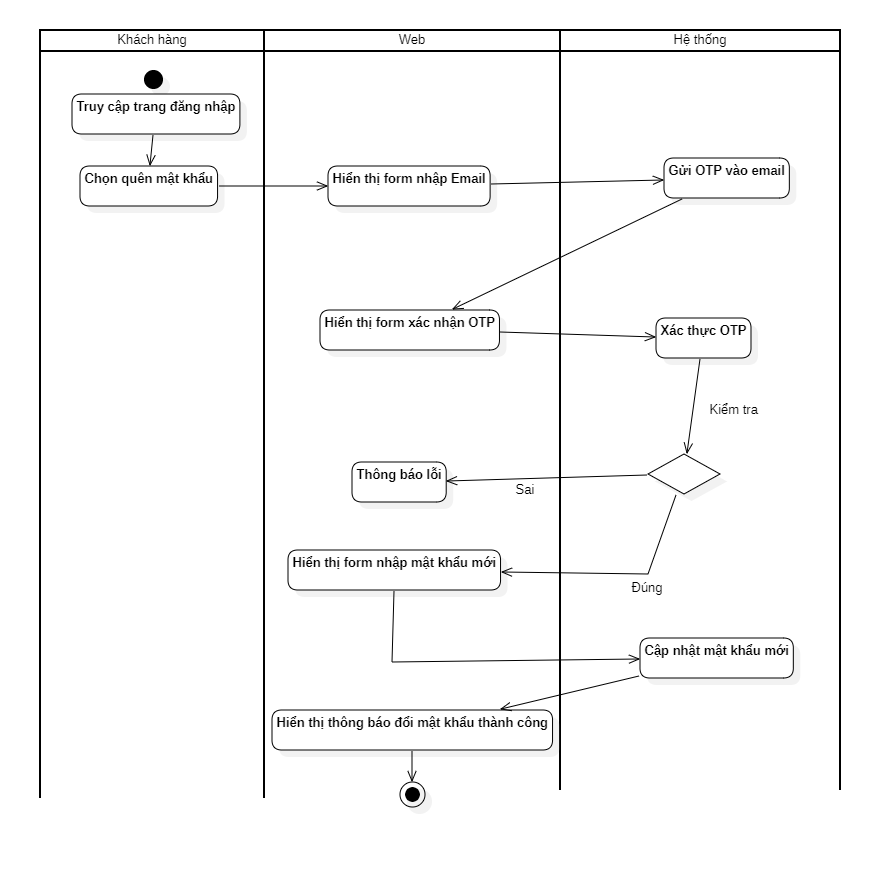 Khách hàng
Web
Hệ thống
Truy cập trang đăng nhập
Chọn quên mật khẩu
Hiển thị form nhập Email
Gửi OTP vào email
Hiển thị form xác nhận OTP
Xác thực OTP
Kiểm tra
Thông báo lỗi
Sai
Hiển thị form nhập mật khẩu mới
Đúng
Cập nhật mật khẩu mới
Hiển thị thông báo đổi mật khẩu thành công